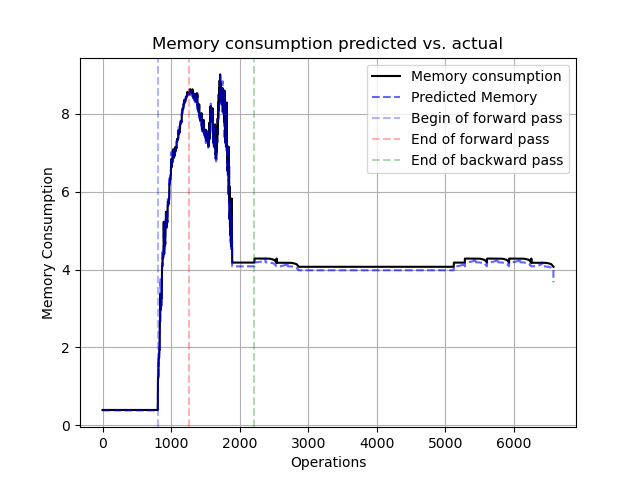 Memory consumption predicted vs. actual
Memory consumption
Predicted Memory
Begin of forward pass
End of forward pass
End of backward pass
Memory Consumption
8
6
4
2
0
0 1000 2000 3000 4000 5000 6000
Operations